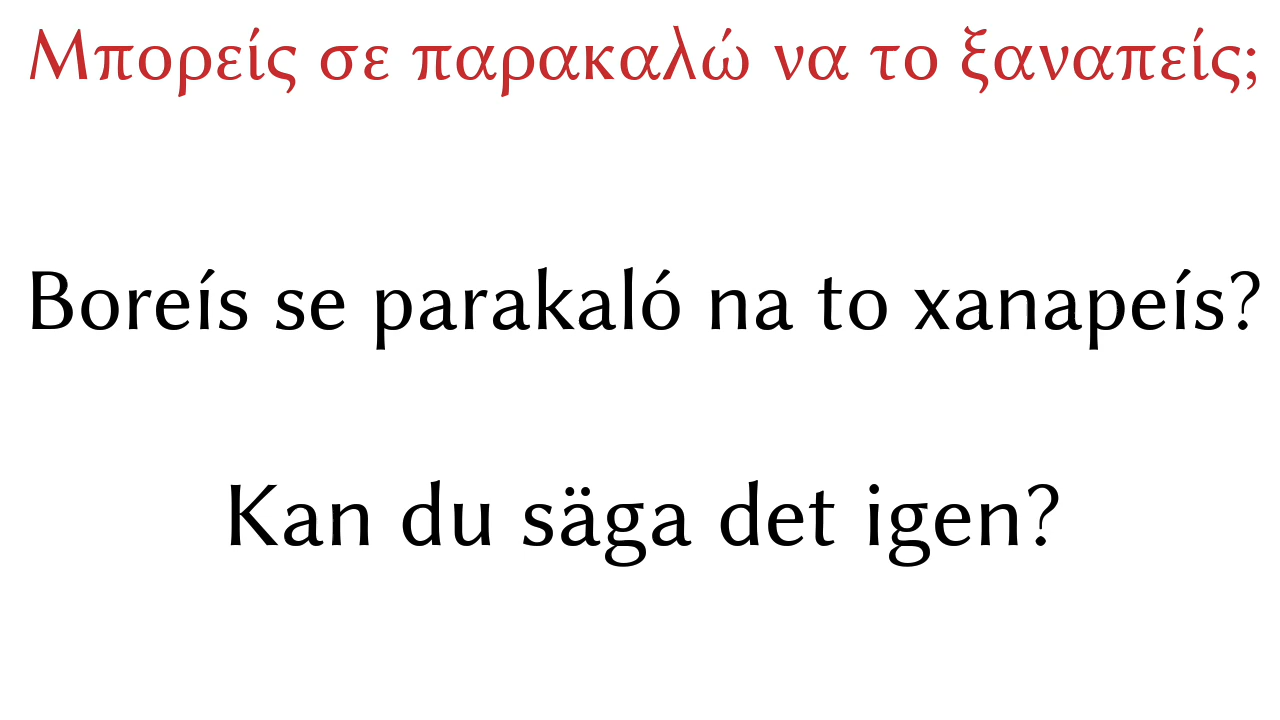 Μπορείς σε παρακαλώ να το ξαναπείς;
Boreís se parakaló na to xanapeís?
Kan du säga det igen?